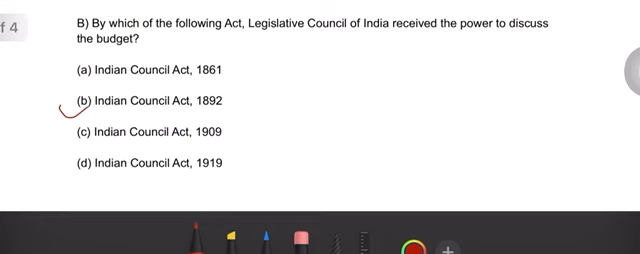 f 4
B) By which of the following Act, Legislative Council of India received the power to discuss
the budget?
(a) Indian Council Act, 1861
(b) Indian Council Act, 1892
(c) Indian Council Act, 1909
(d) Indian Council Act, 1919